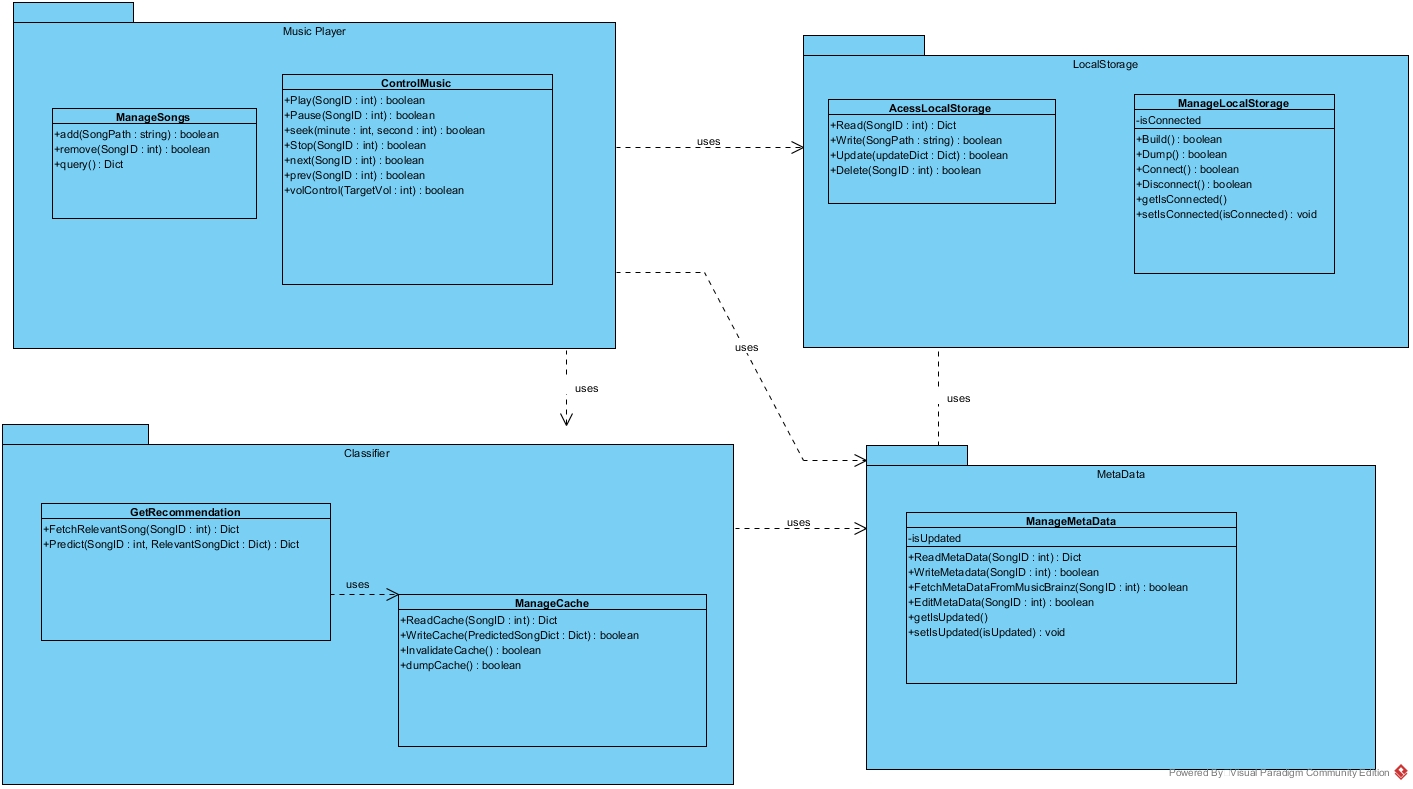 Music Player
ManageSongs
+add(SongPath : string) : boolean
+remove(SongID : int) : boolean
+query() : Dict
ControlMusic
+Play(SongID : int) : boolean
+Pause(SongID : int) : boolean
+seek(minute : int, second : int) : boolean
+Stop(SongID : int) : boolean
+next(SongID : int) : boolean
+prev(SongID : int) : boolean
+volControl(TargetVol : int) : boolean
uses
LocalStorage
AcessLocalStorage
+Read(SongID : int) : Dict
+Write(SongPath : string) : boolean
+Update(updateDict : Dict) : boolean
+Delete(SongID : int) : boolean
ManageLocalStorage
-isConnected
+Build() : boolean
+Dump() : boolean
+Connect() : boolean
+Disconnect() : boolean
+getIsConnected()
+setIsConnected(isConnected) : void
uses
uses
uses
Classifier
GetRecommendation
+FetchRelevantSong(SongID : int) : Dict
+Predict(SongID : int, RelevantSongDict : Dict) : Dict
uses
ManageCache
+ReadCache(SongID : int) : Dict
+WriteCache(PredictedSongDict : Dict) : boolean
+InvalidateCache() : boolean
+dumpCache() : boolean
uses
MetaData
ManageMetaData
-isUpdated
+ReadMetaData(SongID : int) : Dict
+WriteMetadata(SongID : int) : boolean
+FetchMetaDataFromMusicBrainz(SongID : int) : boolean
+EditMetaData(SongID : int) : boolean
+getIsUpdated()
+setIsUpdated(isUpdated) : void
Powered By Visual Paradigm Community Edition